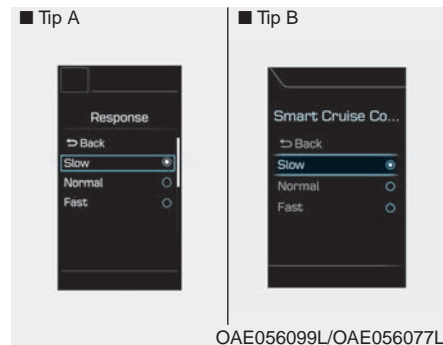 ■ Tip A
Response
Back
Slow
Normal
Fast
■ Tip B
Smart Cruise Co...
Back
Slow
Normal
Fast
OAE056099L/OAE056077L